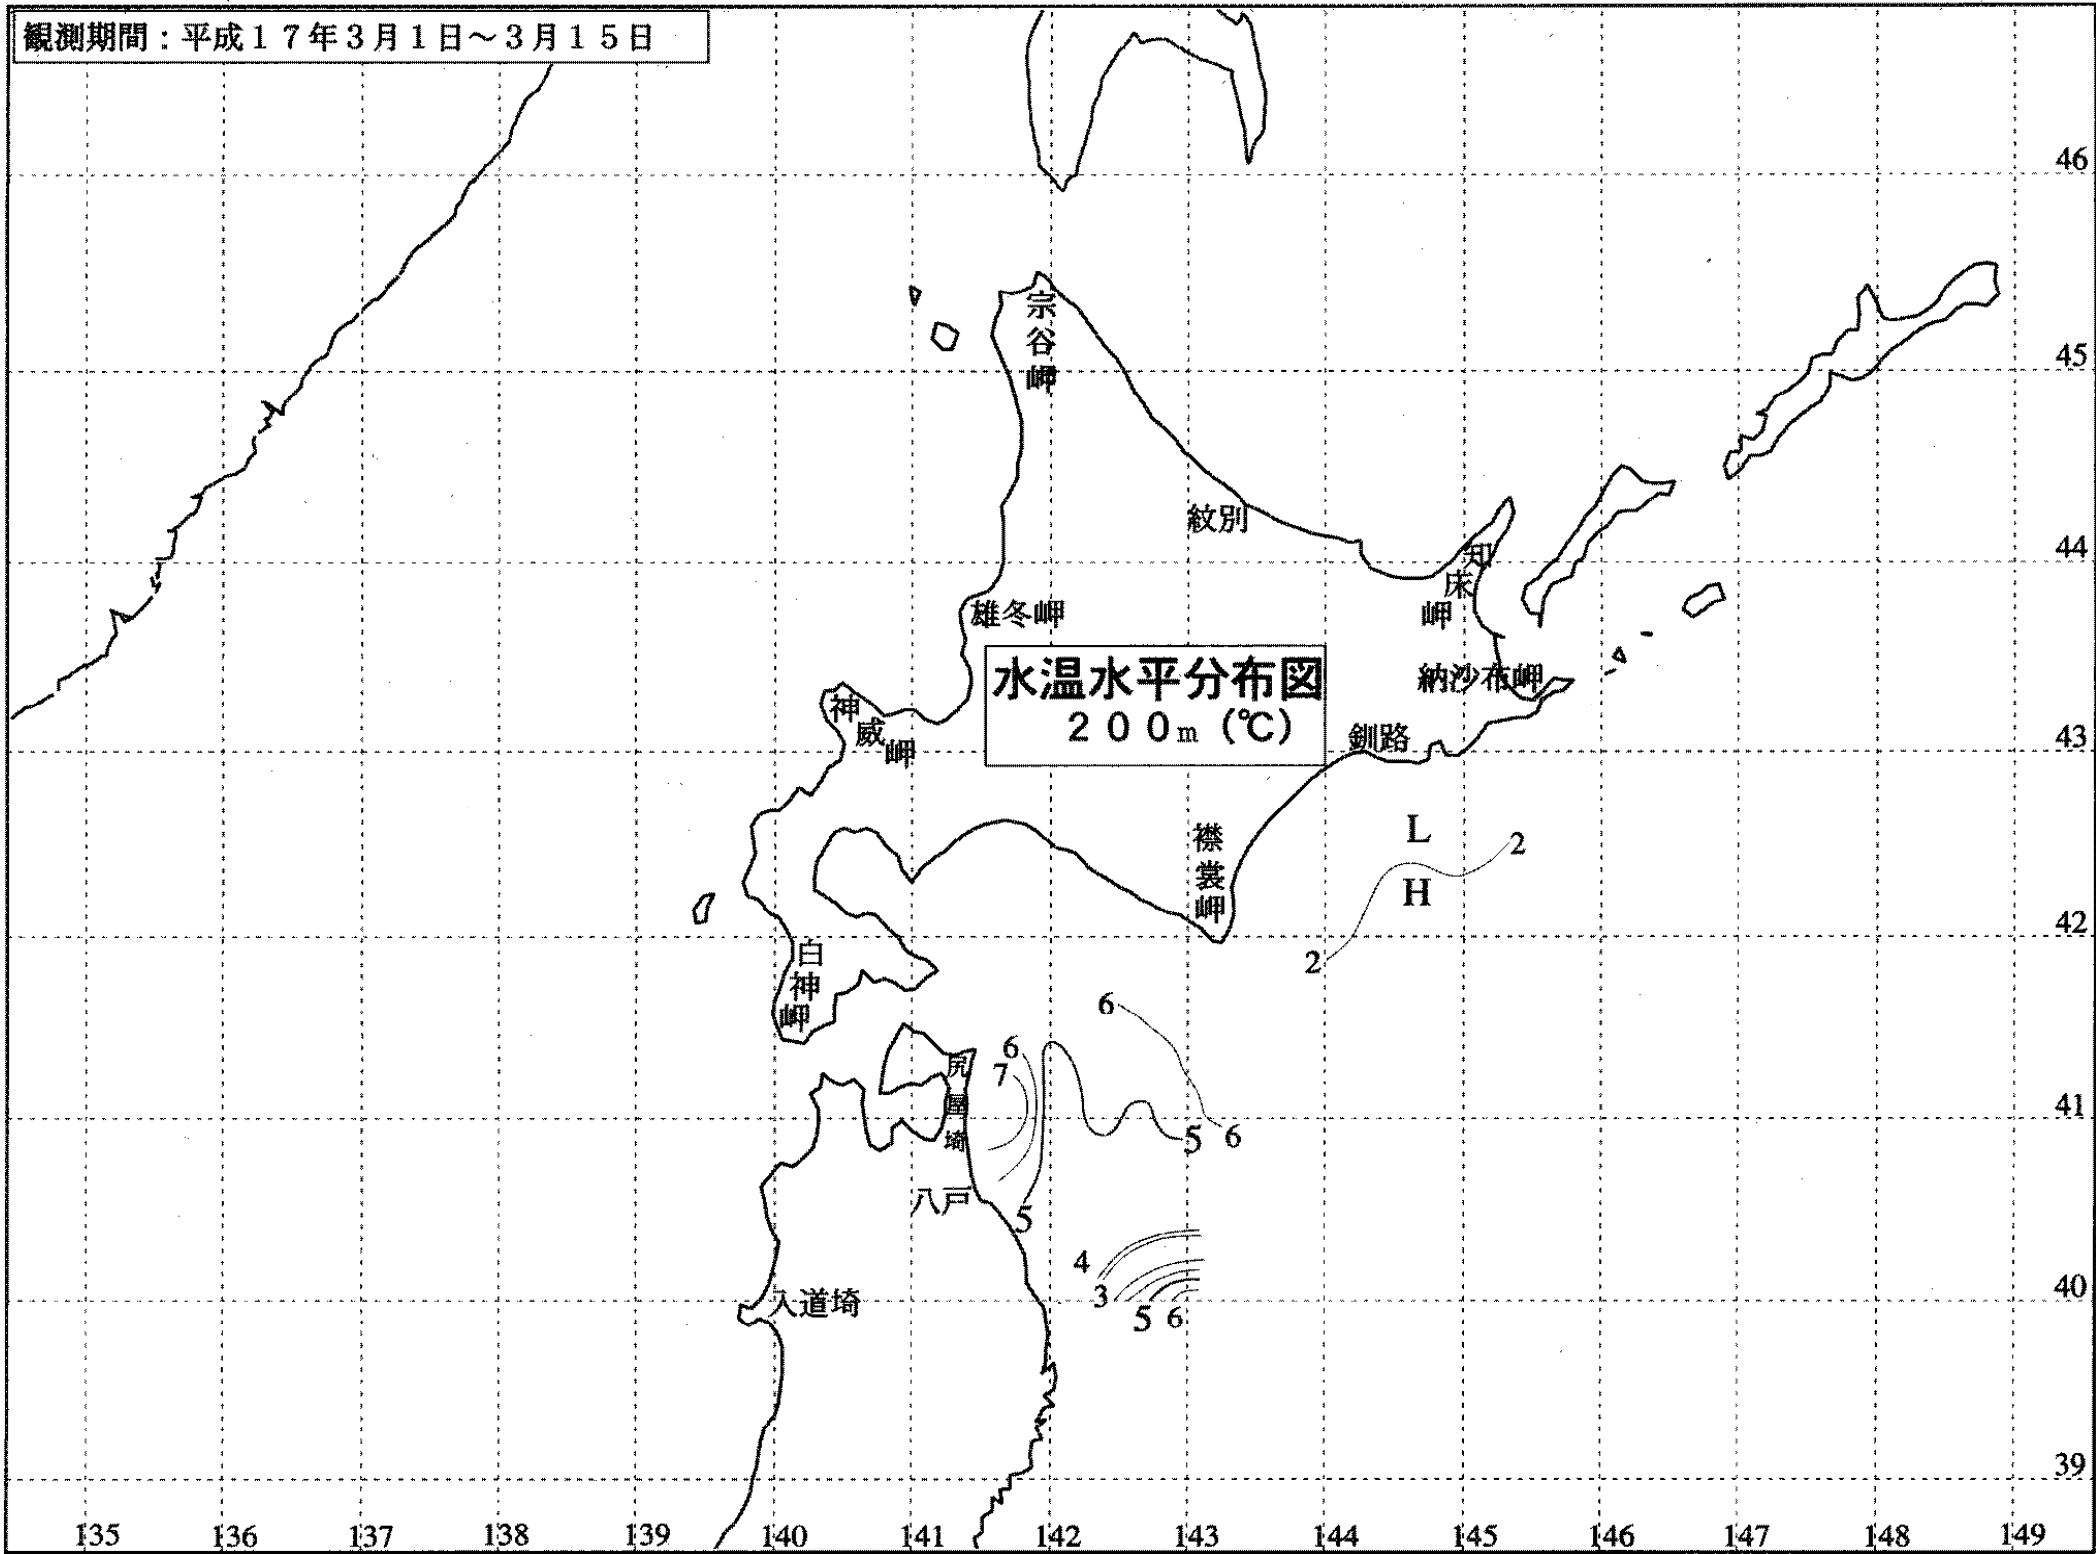 観測期間：平成１７年３月１日～３月１５日
46
宗谷岬
45
紋別
44
知床岬
雄冬岬
水温水平分布図
２００ｍ（℃）
納沙布岬
神威岬
釧路
43
L
2
H
襟裳岬
42
2
白神岬
6
6
7
尻屋埼
41
5
6
八戸
5
4
40
3
入道埼
5
6
39
135
136
137
138
139
140
141
142
143
144
145
146
147
148
149